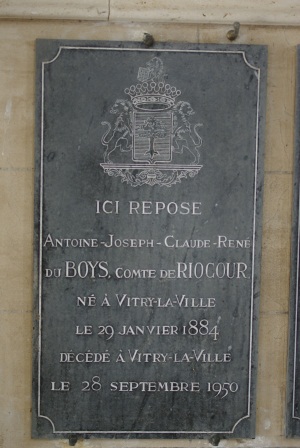 ICI REPOSE
ANTOINE-JOSEPH-CLAUDE-RENÉ
DU BOYS, COMTE DE RIOCOUR
NÉ À VITRY-LA-VILLE
LE 29 JANVIER 1884
DÉCÉDÉ À VITRY-LA-VILLE
LE 28 SEPTEMBRE 1950